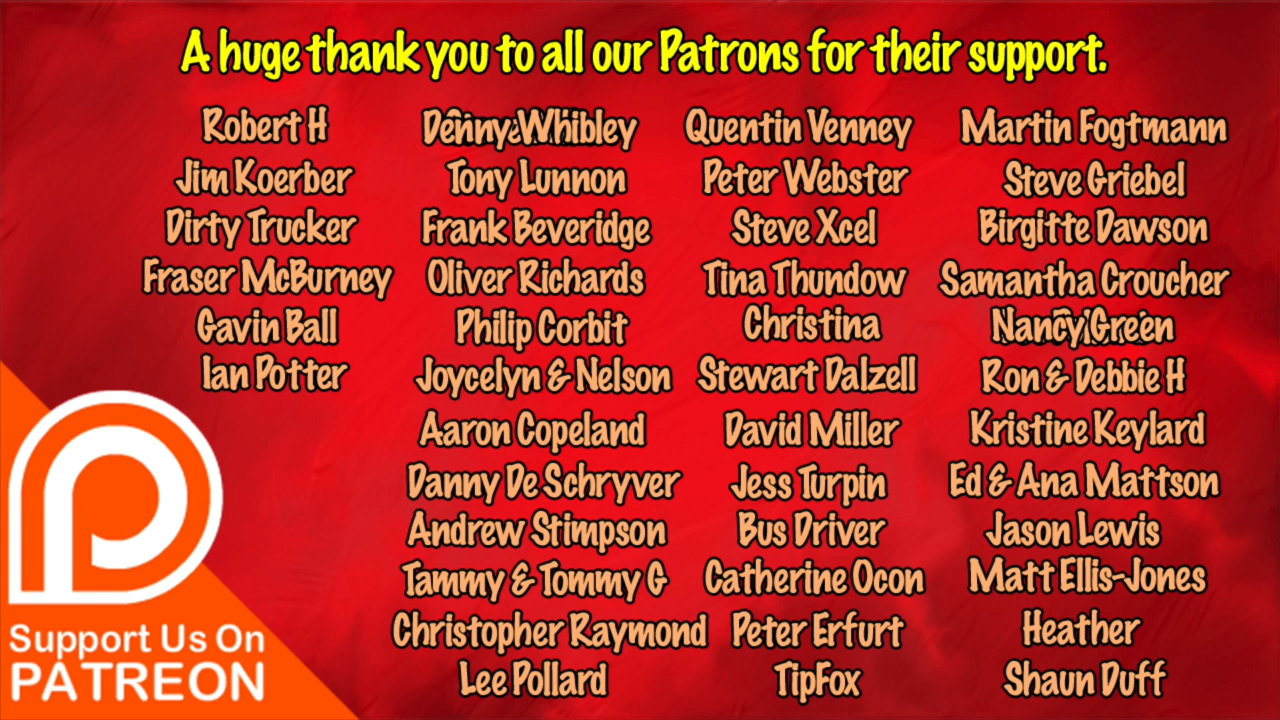 A huge thank you to all our Patrons for their support.
Robert H
Jim Koerber
Dirty Trucker
Fraser McBurney
Gavin Ball
Ian Potter
Denny Whibley
Tony Lunnon
Frank Beveridge
Oliver Richards
Philip Corbit
Joycelyn & Nelson
Aaron Copeland
Danny De Schryver
Andrew Stimpson
Tammy & Tommy G
Christopher Raymond
Lee Pollard
Quentin Venney
Peter Webster
Steve Xcel
Tina Thundow
Christina
Stewart Dalzell
David Miller
Jess Turpin
Bus Driver
Catherine Ocon
Peter Erfurt
TipFox
Martin Fogtmann
Steve Griebel
Birgitte Dawson
Samantha Croucher
Nancy Green
Ron & Debbie H
Kristine Keylard
Ed & Ana Mattson
Jason Lewis
Matt Ellis-Jones
Heather
Shaun Duff
Support Us On
PATREON